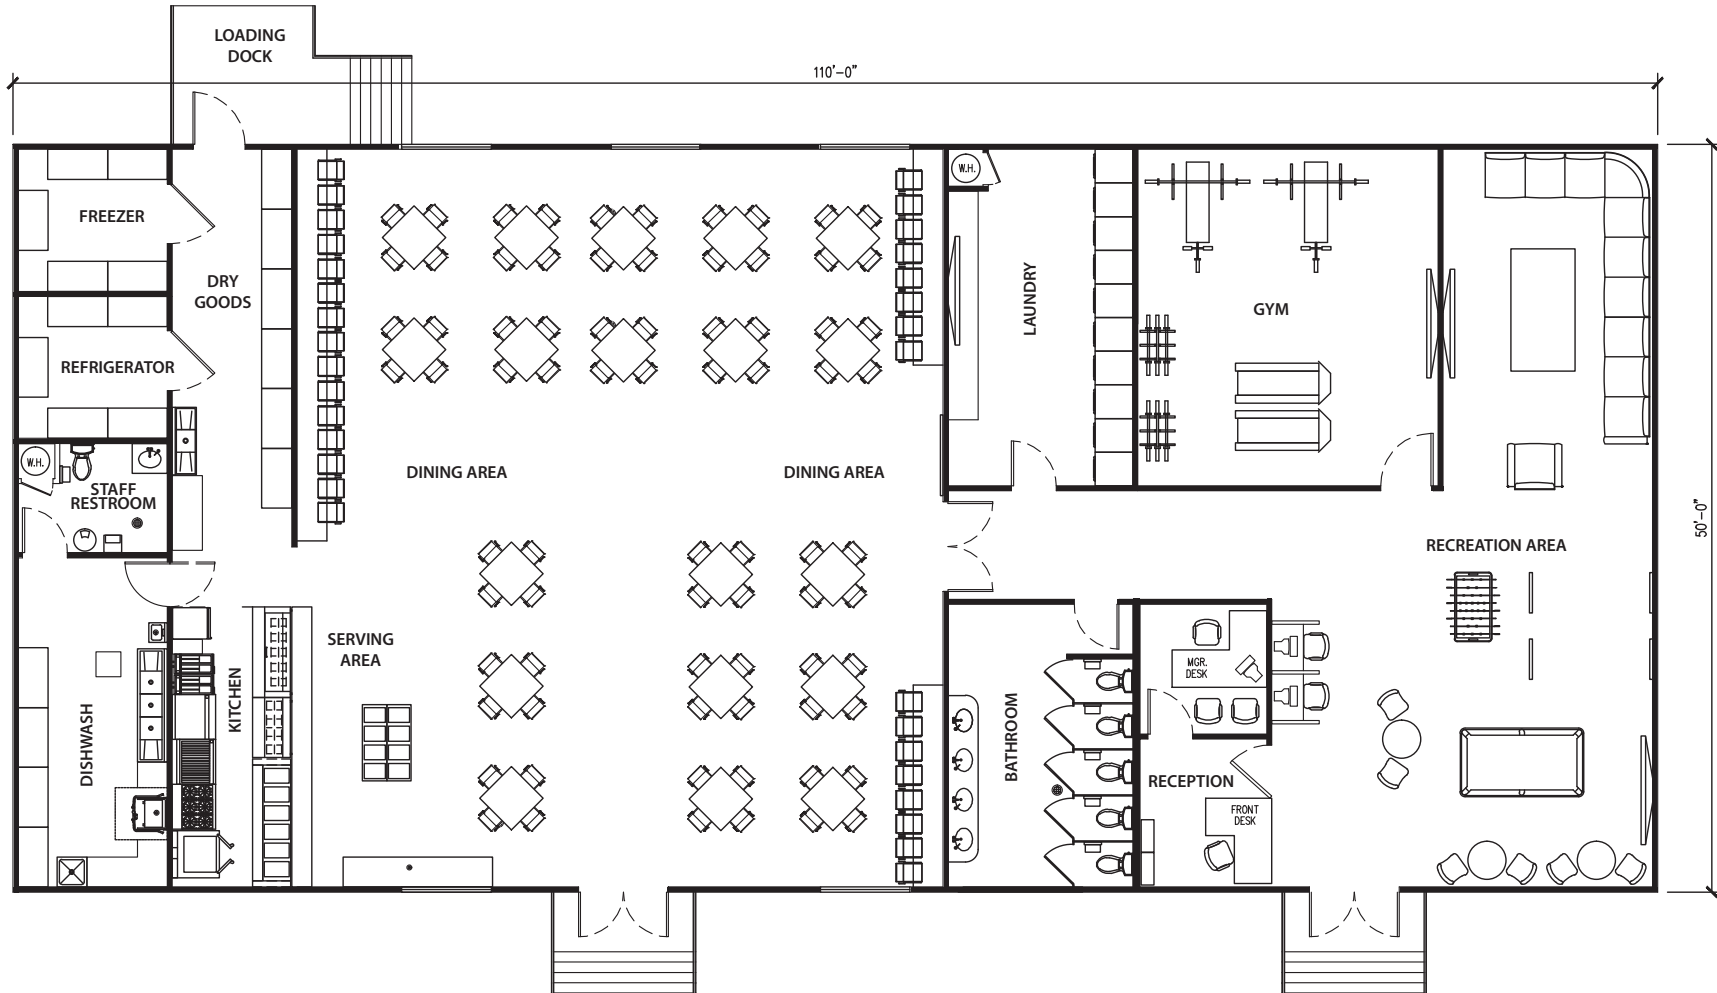 LOADING
DOCK
110'-0"
W.H.
FREEZER
DRY
GOODS
LAUNDRY
GYM
REFRIGERATOR
W.H.
STAFF
RESTROOM
DINING AREA
DINING AREA
50'-0"
RECREATION AREA
SERVING
AREA
KITCHEN
DISHWASH
BATHROOM
MGR.
DESK
RECEPTION
FRONT
DESK